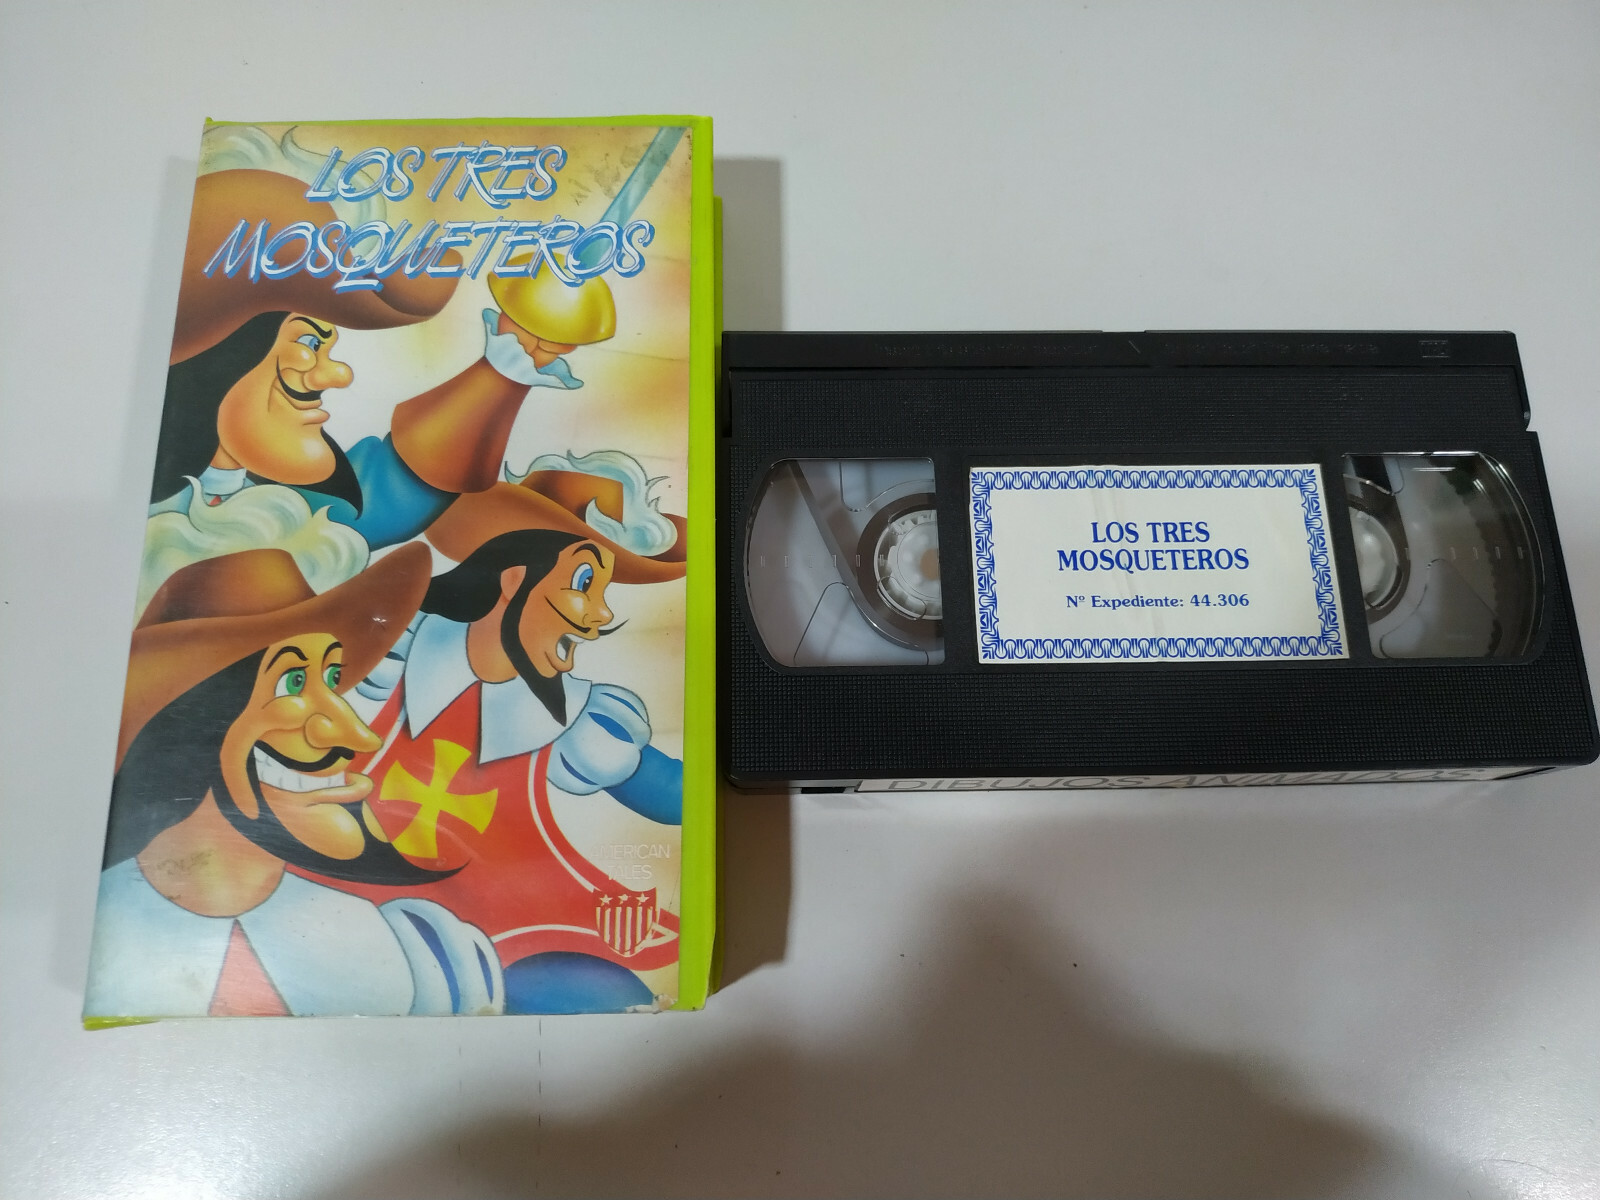 LOS TRES
MOSQUETEROS
AMERICAN
TALES
LOS TRES
MOSQUETEROS
Nº Expediente: 44.306
DIBUJOS ANIMADOS